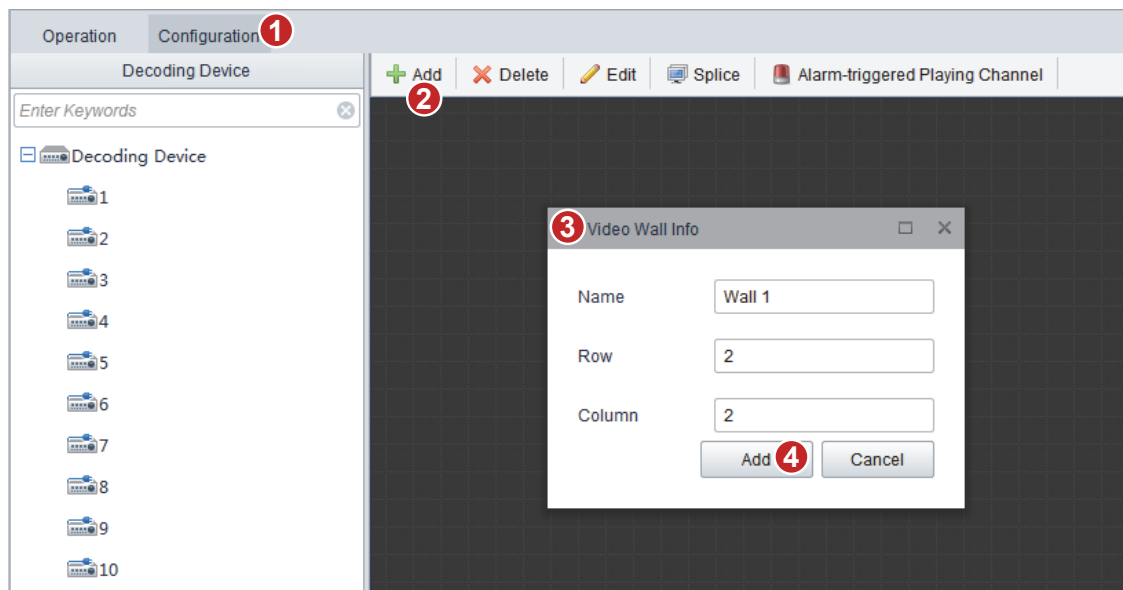 Operation Configuration 1
Decoding Device
Add Delete Edit Splice Alarm-triggered Playing Channel
2
Enter Keywords
Decoding Device
1
2
3
4
5
6
7
8
9
10
3 Video Wall Info
Name Wall 1
Row 2
Column 2
Add 4 Cancel